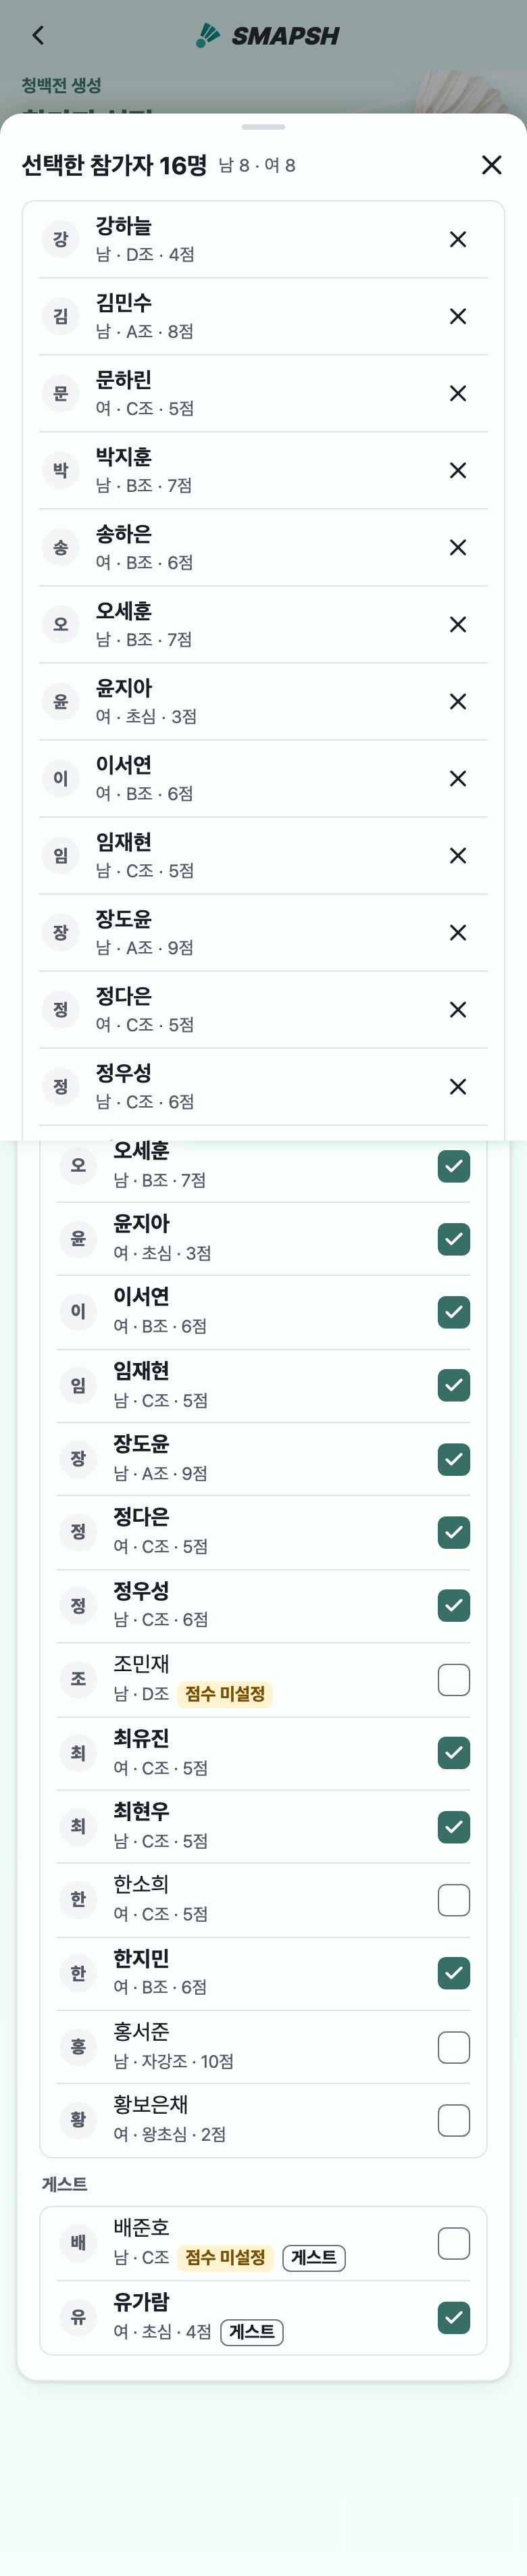 SMAPSH
청백전 생성
선택한 참가자 16명 남 8 · 여 8
강 강하늘
남 · D조 · 4점
김 김민수
남 · A조 · 8점
문 문하린
여 · C조 · 5점
박 박지훈
남 · B조 · 7점
송 송하은
여 · B조 · 6점
오 오세훈
남 · B조 · 7점
윤 윤지아
여 · 초심 · 3점
이 이서연
여 · B조 · 6점
임 임재현
남 · C조 · 5점
장 장도윤
남 · A조 · 9점
정 정다은
여 · C조 · 5점
정 정우성
남 · C조 · 6점
오 오세훈
남 · B조 · 7점
윤 윤지아
여 · 초심 · 3점
이 이서연
여 · B조 · 6점
임 임재현
남 · C조 · 5점
장 장도윤
남 · A조 · 9점
정 정다은
여 · C조 · 5점
정 정우성
남 · C조 · 6점
조 조민재
남 · D조 점수 미설정
최 최유진
여 · C조 · 5점
최 최현우
남 · C조 · 5점
한 한소희
여 · C조 · 5점
한 한지민
여 · B조 · 6점
홍 홍서준
남 · 자강조 · 10점
황 황보은채
여 · 왕초심 · 2점
게스트
배 배준호
남 · C조 점수 미설정 게스트
유 유가람
여 · 초심 · 4점 게스트